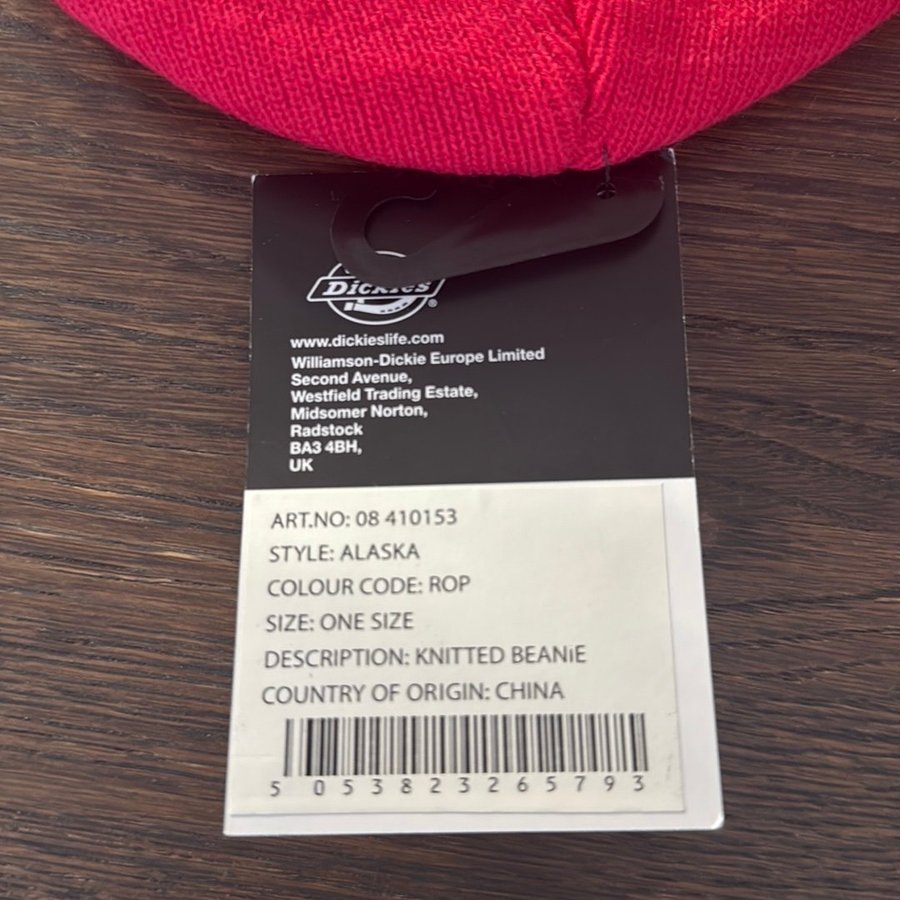 Dickies®
www.dickieslife.com
Williamson-Dickie Europe Limited
Second Avenue,
Westfield Trading Estate,
Midsomer Norton,
Radstock
BA3 4BH,
UK
ART.NO: 08 410153
STYLE: ALASKA
COLOUR CODE: ROP
SIZE: ONE SIZE
DESCRIPTION: KNITTED BEANiE
COUNTRY OF ORIGIN: CHINA
5 053823265793